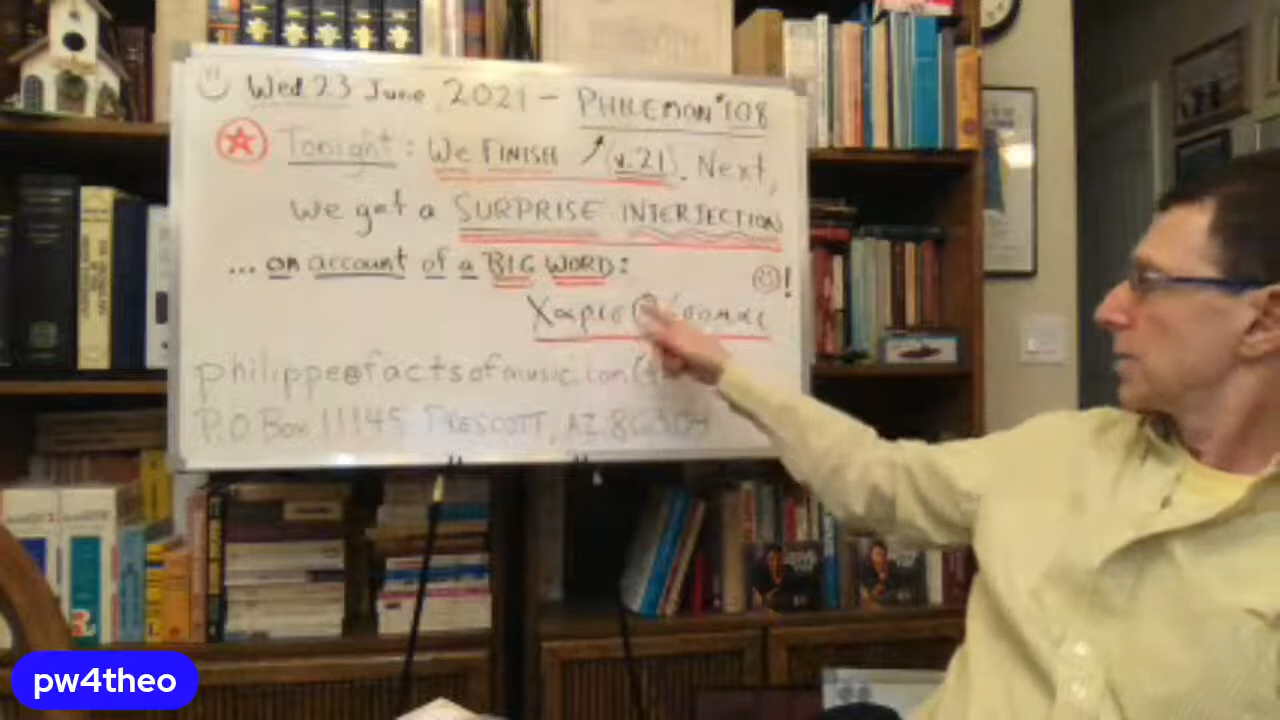 Wed 23 June, 2021 - PHILEMON #108
Tonight: We FINISH (v.21). Next,
we get a SURPRISE INTERJECTION
... on account of a BIG WORD:
!
philippe@factsofmusic.com
P.O. Box 11145 PRESCOTT, AZ 86304
pw4theo